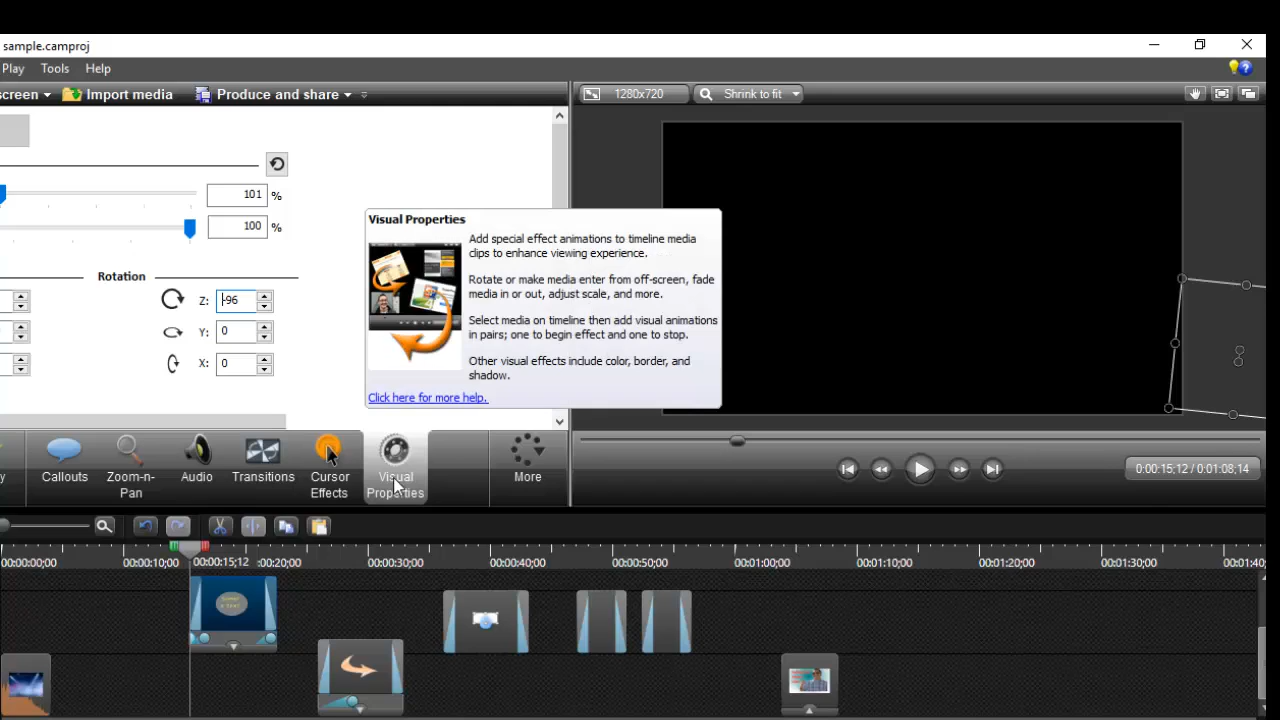 sample.camproj
Play Tools Help
screen Import media Produce and share
1280x720 Shrink to fit
101 %
100 %
Visual Properties
Add special effect animations to timeline media
clips to enhance viewing experience.
Rotate or make media enter from off-screen, fade
media in or out, adjust scale, and more.
Select media on timeline then add visual animations
in pairs; one to begin effect and one to stop.
Other visual effects include color, border, and
shadow.
Click here for more help.
Rotation
Z: -96
Y: 0
X: 0
y Callouts Zoom-n-
Pan Audio Transitions Cursor
Effects Visual
Properties More
0:00:15;12 / 0:01:08;14
00:00:00;00 00:00:10;00 00:00:15;12 :00:20;00 00:00:30;00 00:00:40;00 00:00:50;00 00:01:00;00 00:01:10;00 00:01:20;00 00:01:30;00 00:01:40;